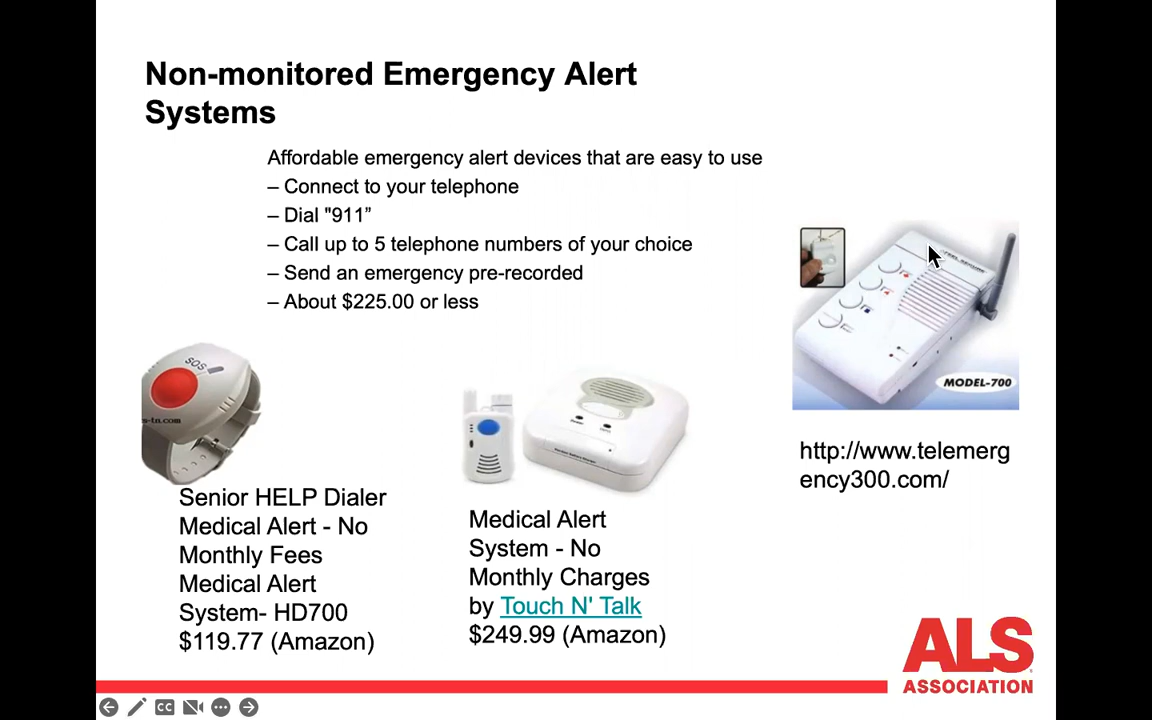 Non-monitored Emergency Alert
Systems
Affordable emergency alert devices that are easy to use
– Connect to your telephone
– Dial "911”
– Call up to 5 telephone numbers of your choice
– Send an emergency pre-recorded
– About $225.00 or less
SOS
s-tn.com
MODEL-700
http://www.telemerg
ency300.com/
Senior HELP Dialer
Medical Alert - No
Monthly Fees
Medical Alert
System- HD700
$119.77 (Amazon)
Medical Alert
System - No
Monthly Charges
by Touch N' Talk
$249.99 (Amazon)
ALS
ASSOCIATION
CC